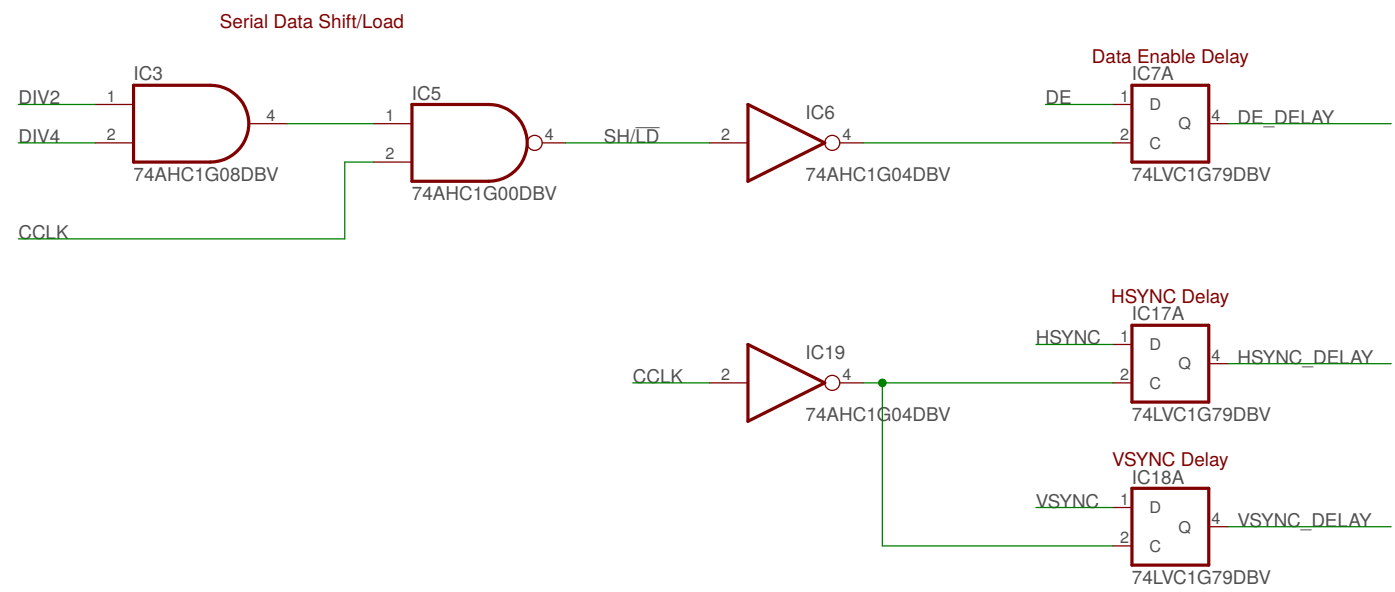 Serial Data Shift/Load
IC3
DIV2
1
4
DIV4
2
74AHC1G08DBV
IC5
1
2
4
74AHC1G00DBV
CCLK
SH/LD
IC6
2
4
74AHC1G04DBV
Data Enable Delay
IC7A
DE
1
D
Q
4
DE_DELAY
2
C
74LVC1G79DBV
CCLK
2
IC19
4
74AHC1G04DBV
HSYNC Delay
IC17A
HSYNC
1
D
Q
4
HSYNC_DELAY
2
C
74LVC1G79DBV
VSYNC Delay
IC18A
VSYNC
1
D
Q
4
VSYNC_DELAY
2
C
74LVC1G79DBV